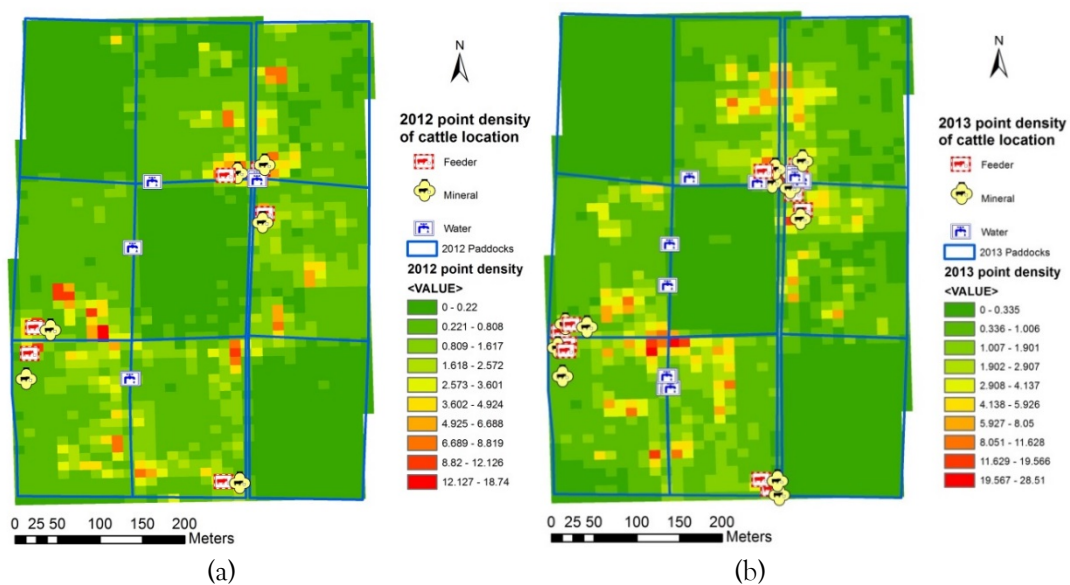 N
2012 point density
of cattle location
Feeder
Mineral
Water
2012 Paddocks
2012 point density
<VALUE>
0 - 0.22
0.221 - 0.808
0.809 - 1.617
1.618 - 2.572
2.573 - 3.601
3.602 - 4.924
4.925 - 6.688
6.689 - 8.819
8.82 - 12.126
12.127 - 18.74
0 25 50 100 150 200
Meters
(a)
N
2013 point density
of cattle location
Feeder
Mineral
Water
2013 Paddocks
2013 point density
<VALUE>
0 - 0.335
0.336 - 1.006
1.007 - 1.901
1.902 - 2.907
2.908 - 4.137
4.138 - 5.926
5.927 - 8.05
8.051 - 11.628
11.629 - 19.566
19.567 - 28.51
0 25 50 100 150 200
Meters
(b)